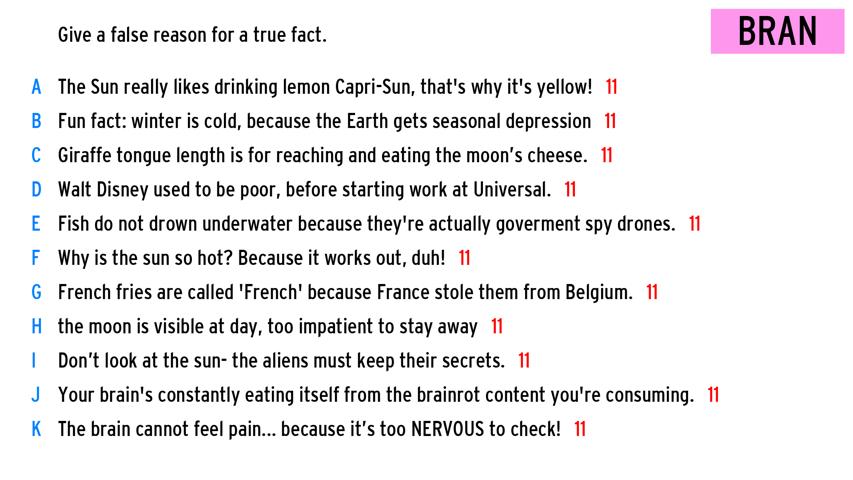 Give a false reason for a true fact.
BRAN
A The Sun really likes drinking lemon Capri-Sun, that's why it's yellow! 11
B Fun fact: winter is cold, because the Earth gets seasonal depression 11
C Giraffe tongue length is for reaching and eating the moon’s cheese. 11
D Walt Disney used to be poor, before starting work at Universal. 11
E Fish do not drown underwater because they're actually goverment spy drones. 11
F Why is the sun so hot? Because it works out, duh! 11
G French fries are called 'French' because France stole them from Belgium. 11
H the moon is visible at day, too impatient to stay away 11
I Don’t look at the sun- the aliens must keep their secrets. 11
J Your brain's constantly eating itself from the brainrot content you're consuming. 11
K The brain cannot feel pain... because it’s too NERVOUS to check! 11